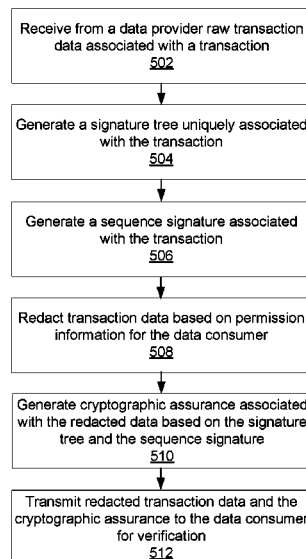 Receive from a data provider raw transaction
data associated with a transaction
502
Generate a signature tree uniquely associated
with the transaction
504
Generate a sequence signature associated
with the transaction
506
Redact transaction data based on permission
information for the data consumer
508
Generate cryptographic assurance associated
with the redacted data based on the signature
tree and the sequence signature
510
Transmit redacted transaction data and the
cryptographic assurance to the data consumer
for verification
512